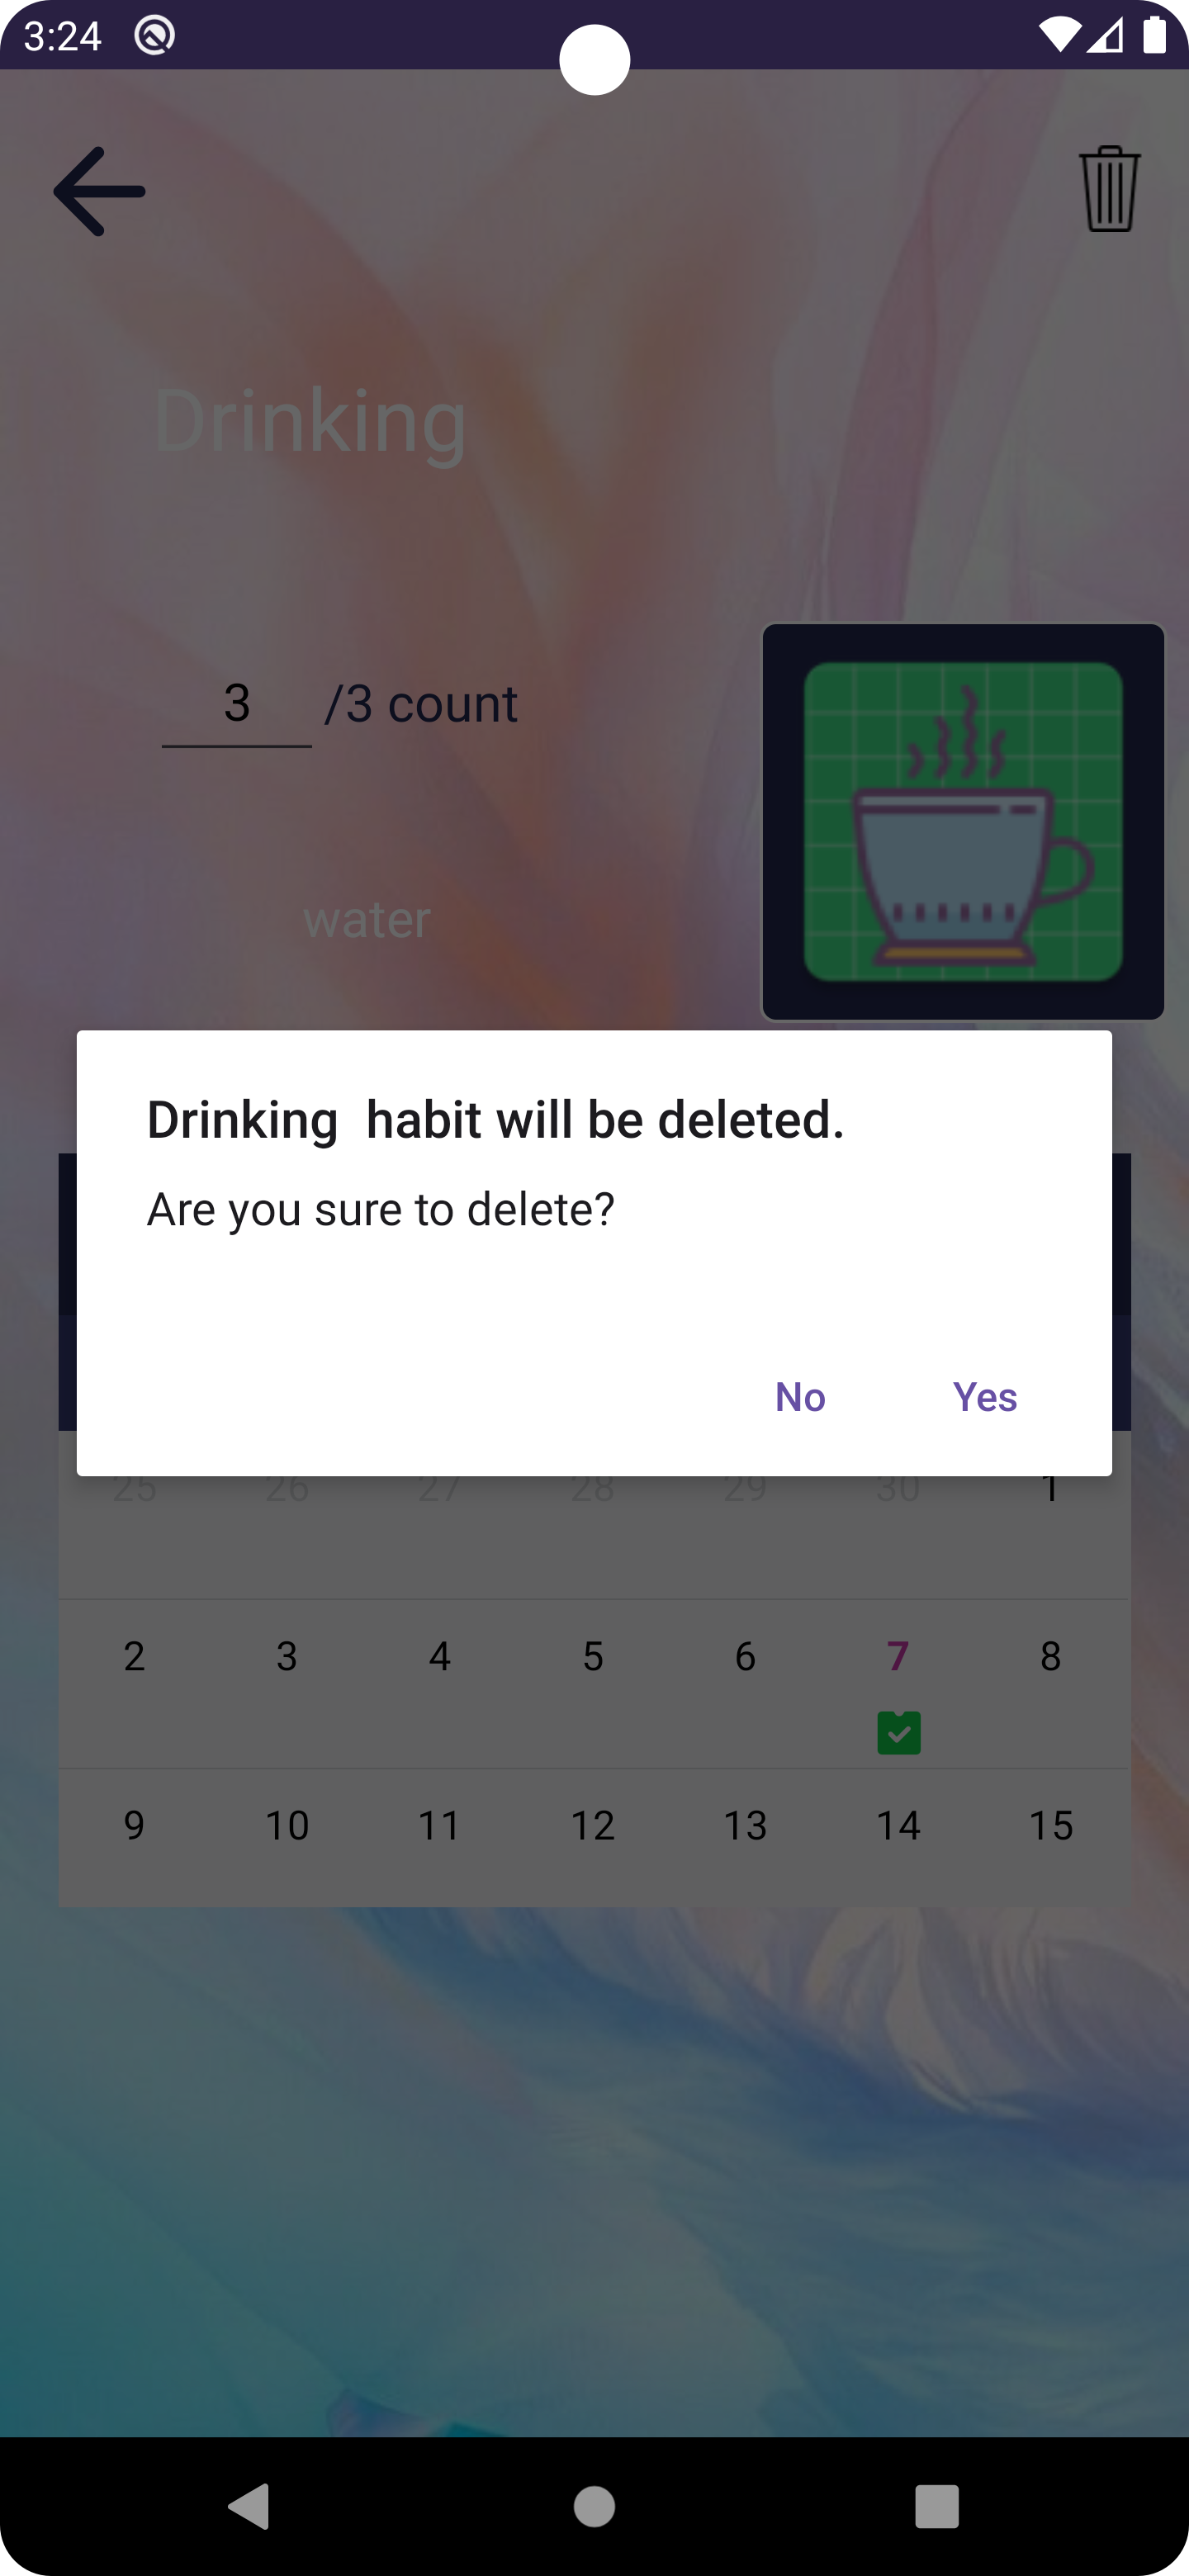 3:24
Drinking
3 /3 count
water
Drinking  habit will be deleted.
Are you sure to delete?
No Yes
25 26 27 28 29 30 1
2 3 4 5 6 7 8
9 10 11 12 13 14 15